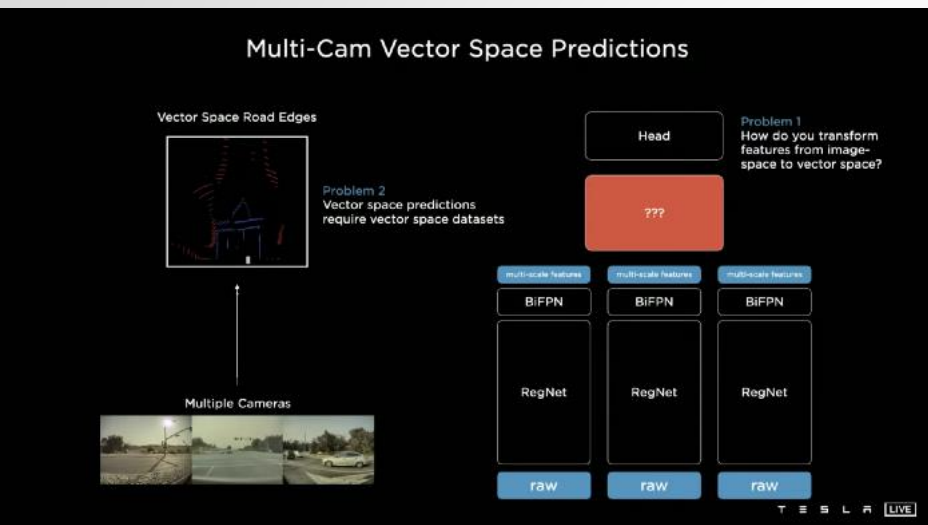 Multi-Cam Vector Space Predictions
Vector Space Road Edges
Problem 2
Vector space predictions
require vector space datasets
Multiple Cameras
Problem 1
How do you transform
features from image-
space to vector space?
Head
???
multi-scale features multi-scale features multi-scale features
BiFPN BiFPN BiFPN
RegNet RegNet RegNet
raw raw raw
TESLA LIVE